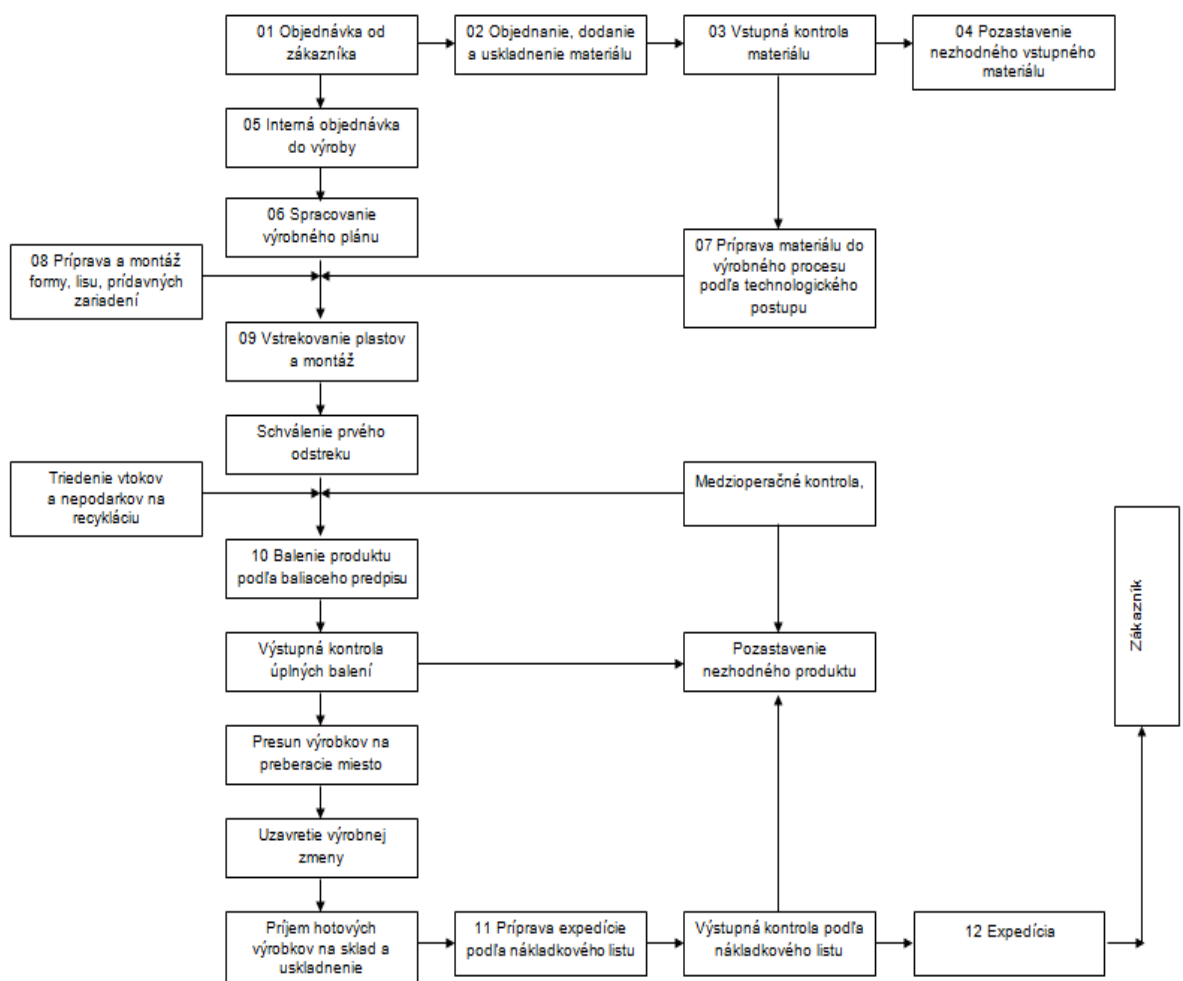 01 Objednávka od
zákazníka
02 Objednanie, dodanie
a uskladnenie materiálu
03 Vstupná kontrola
materiálu
04 Pozastavenie
nezhodného vstupného
materiálu
05 Interná objednávka
do výroby
06 Spracovanie
výrobného plánu
08 Príprava a montáž
formy, lisu, prídavných
zariadení
07 Príprava materiálu do
výrobného procesu
podľa technologického
postupu
09 Vstrekovanie plastov
a montáž
Schválenie prvého
odstreku
Triedenie vtokov
a nepodarkov na
recykláciu
Medzioperačné kontrola,
10 Balenie produktu
podľa baliaceho predpisu
Výstupná kontrola
úplných balení
Pozastavenie
nezhodného produktu
Zákazník
Presun výrobkov na
preberacie miesto
Uzavretie výrobnej
zmeny
Príjem hotových
výrobkov na sklad a
uskladnenie
11 Príprava expedície
podľa nákladkového listu
Výstupná kontrola podľa
nákladkového listu
12 Expedícia